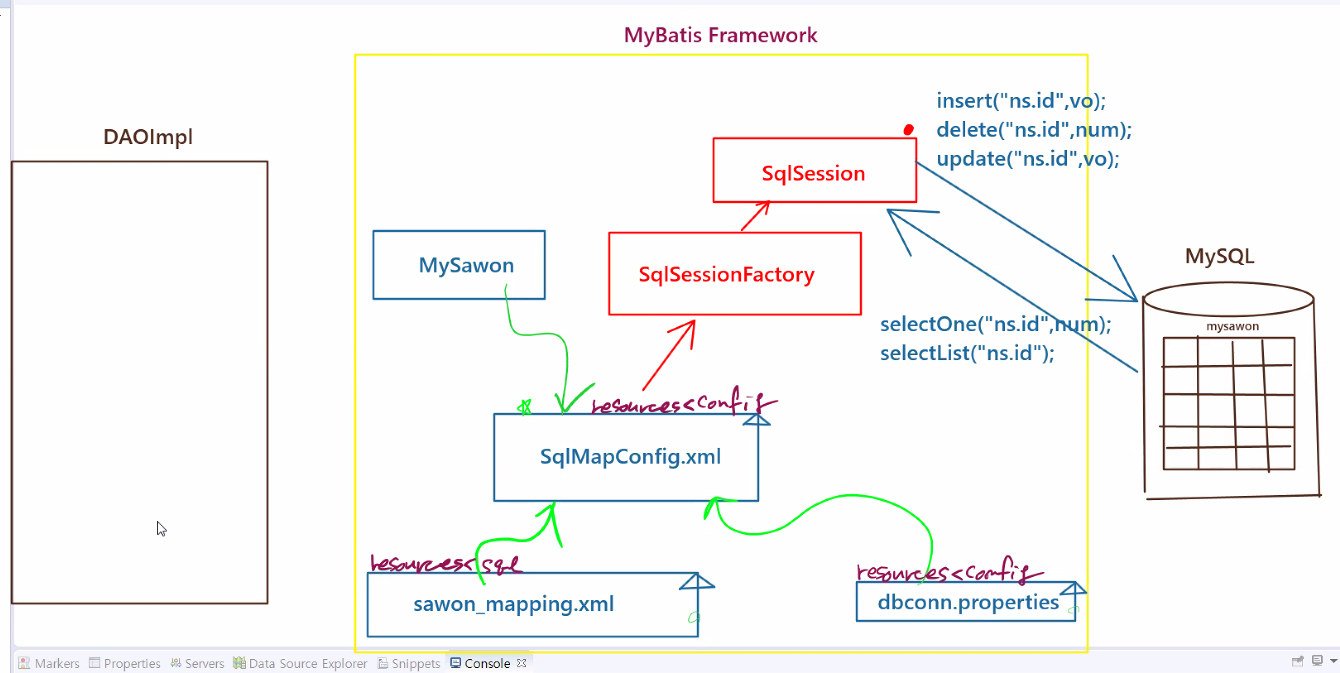 MyBatis Framework
DAOImpl
insert("ns.id",vo);
delete("ns.id",num);
update("ns.id",vo);
SqlSession
MySawon
SqlSessionFactory
MySQL
mysawon
selectOne("ns.id",num);
selectList("ns.id");
resources<config
SqlMapConfig.xml
resources<sql
sawon_mapping.xml
resources<config
dbconn.properties
Markers Properties Servers Data Source Explorer Snippets Console